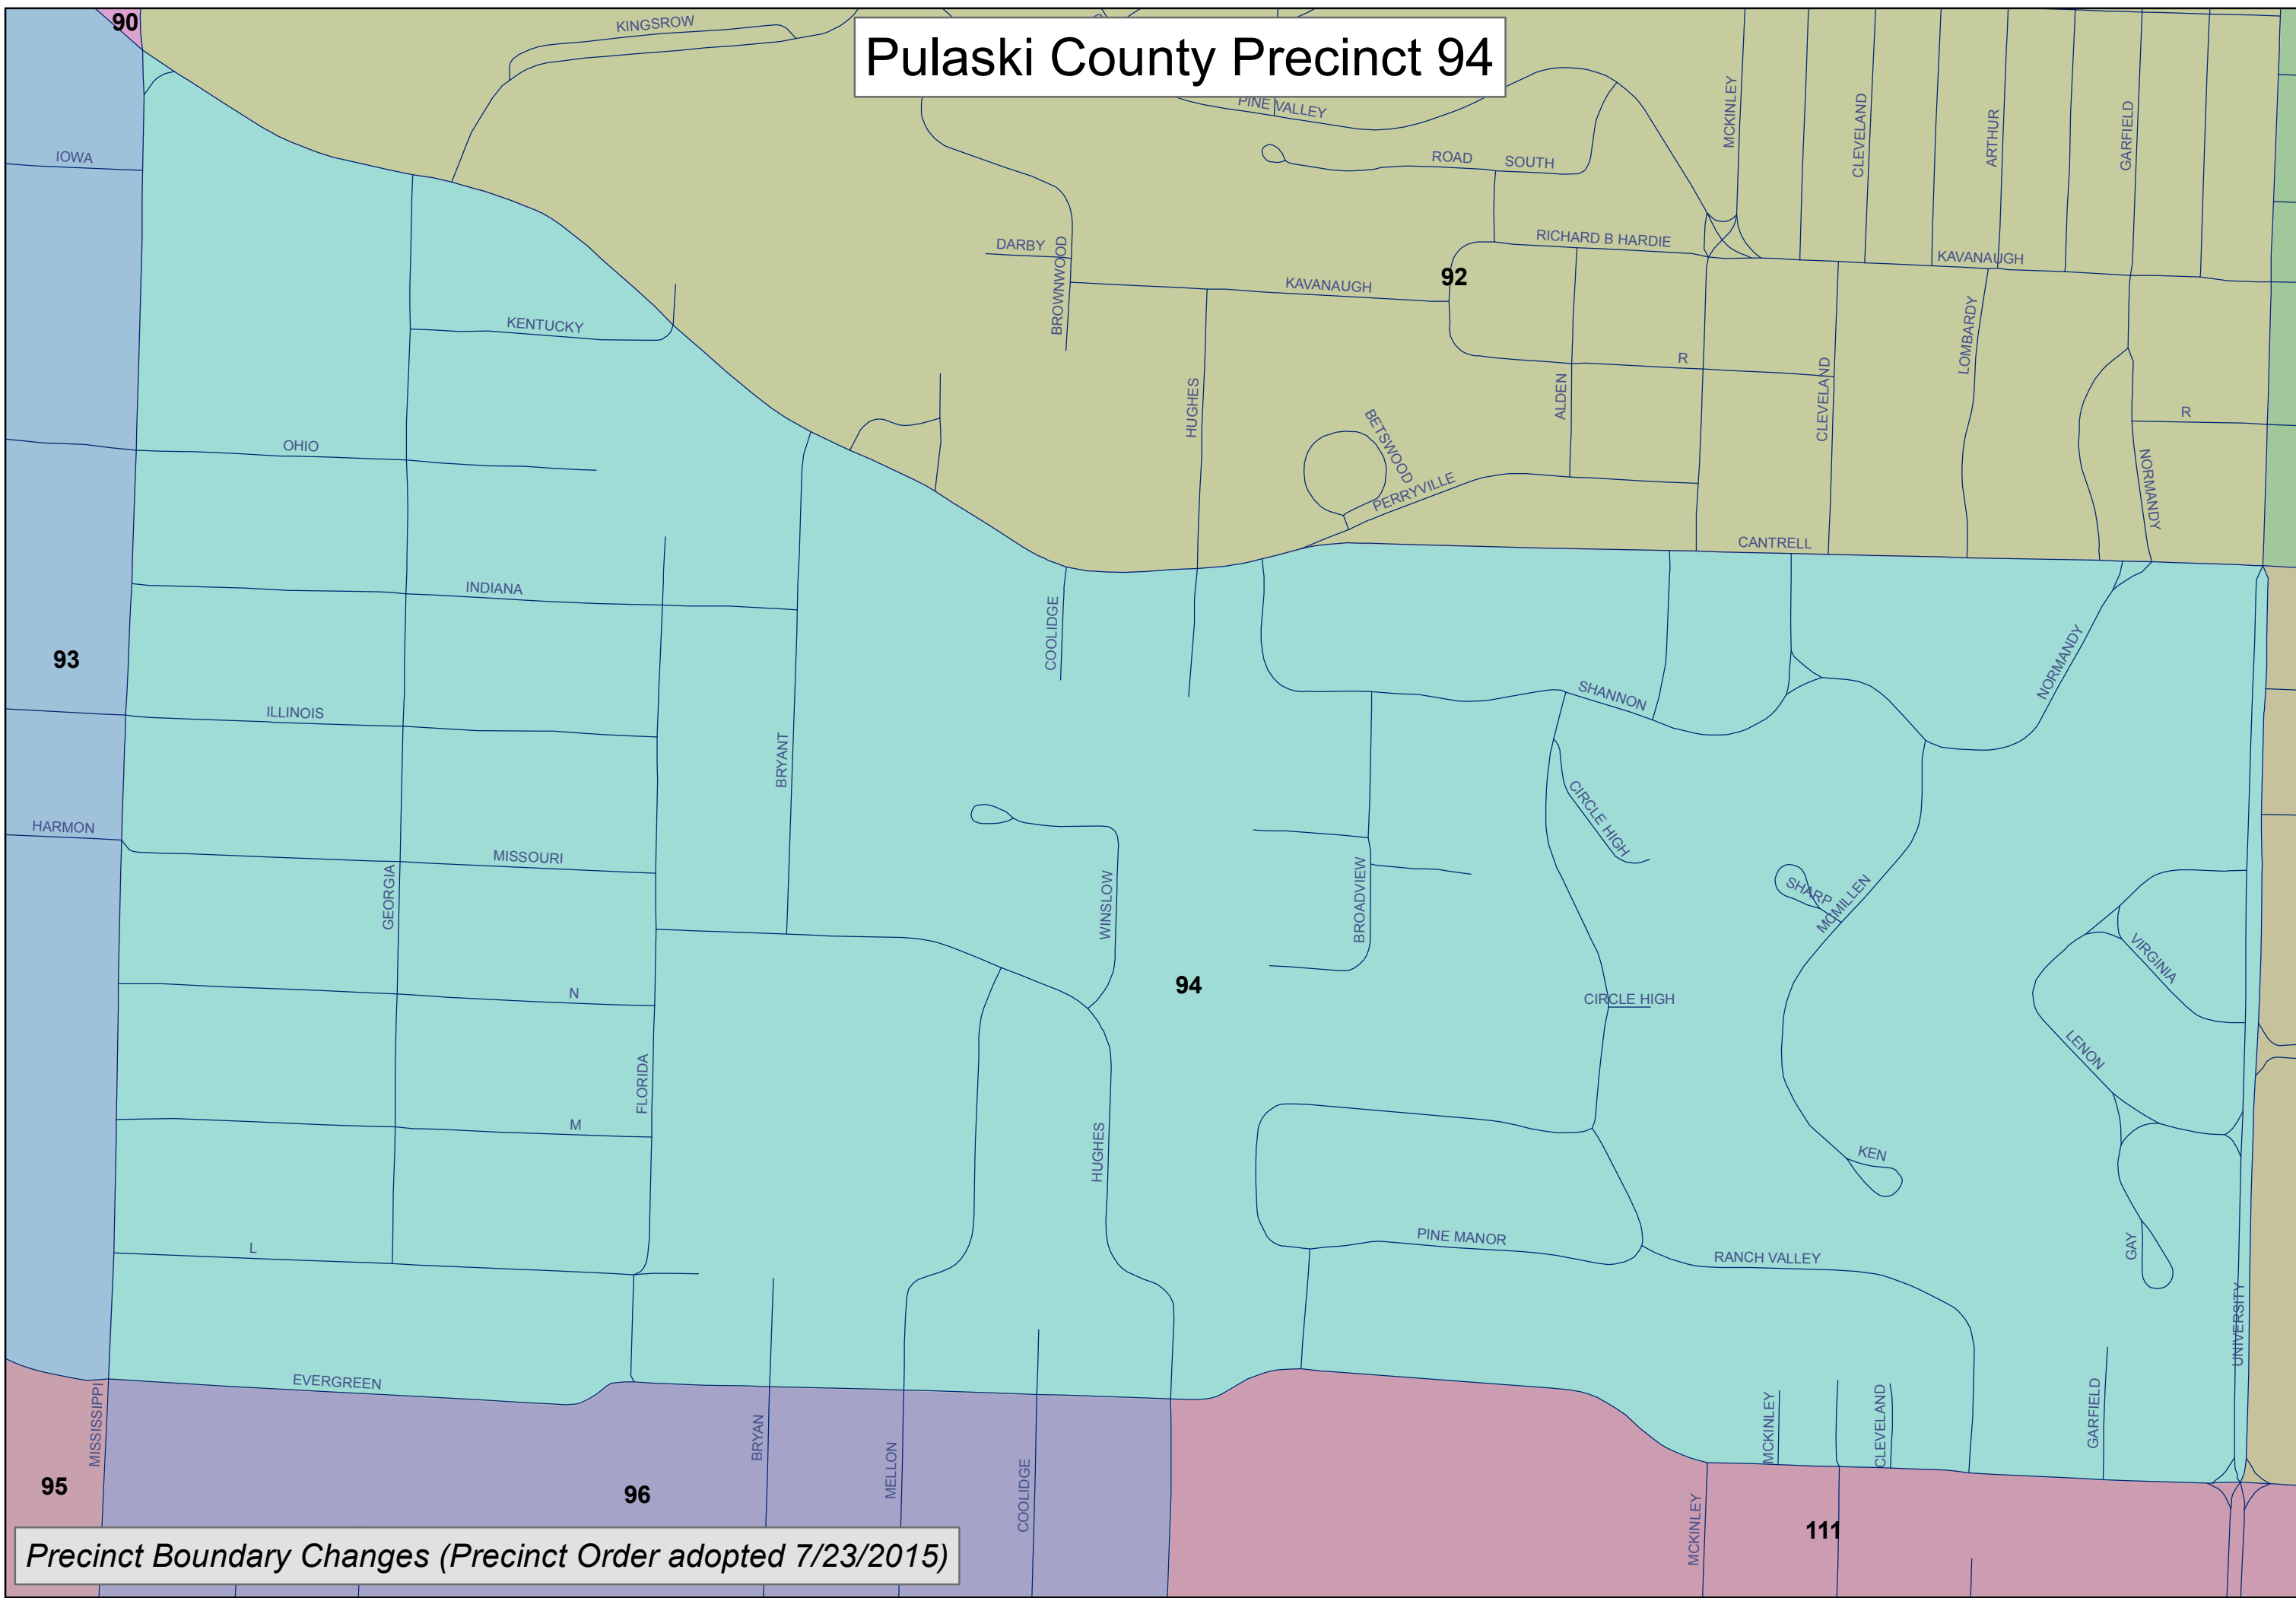 90
KINGSROW
Pulaski County Precinct 94
PINE VALLEY
MCKINLEY
CLEVELAND
ARTHUR
GARFIELD
IOWA
ROAD SOUTH
DARBY
BROWNWOOD
RICHARD B HARDIE
KAVANAUGH
92
KAVANAUGH
KENTUCKY
LOMBARDY
R
HUGHES
ALDEN
CLEVELAND
BETSWOOD
R
OHIO
PERRYVILLE
NORMANDY
CANTRELL
INDIANA
COOLIDGE
93
NORMANDY
SHANNON
ILLINOIS
BRYANT
CIRCLE HIGH
HARMON
MISSOURI
GEORGIA
WINSLOW
BROADVIEW
SHARP
MCMILLEN
VIRGINIA
94
N
CIRCLE HIGH
LENON
FLORIDA
M
HUGHES
KEN
PINE MANOR
RANCH VALLEY
L
GAY
UNIVERSITY
EVERGREEN
MISSISSIPPI
BRYAN
MELLON
COOLIDGE
MCKINLEY
CLEVELAND
GARFIELD
95
96
MCKINLEY
111
Precinct Boundary Changes (Precinct Order adopted 7/23/2015)